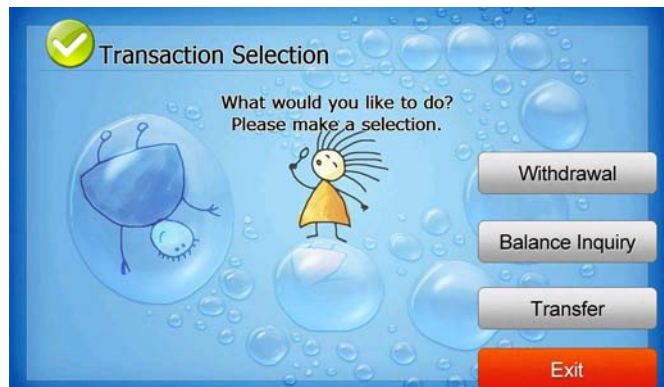 Transaction Selection
What would you like to do?
Please make a selection.
Withdrawal
Balance Inquiry
Transfer
Exit